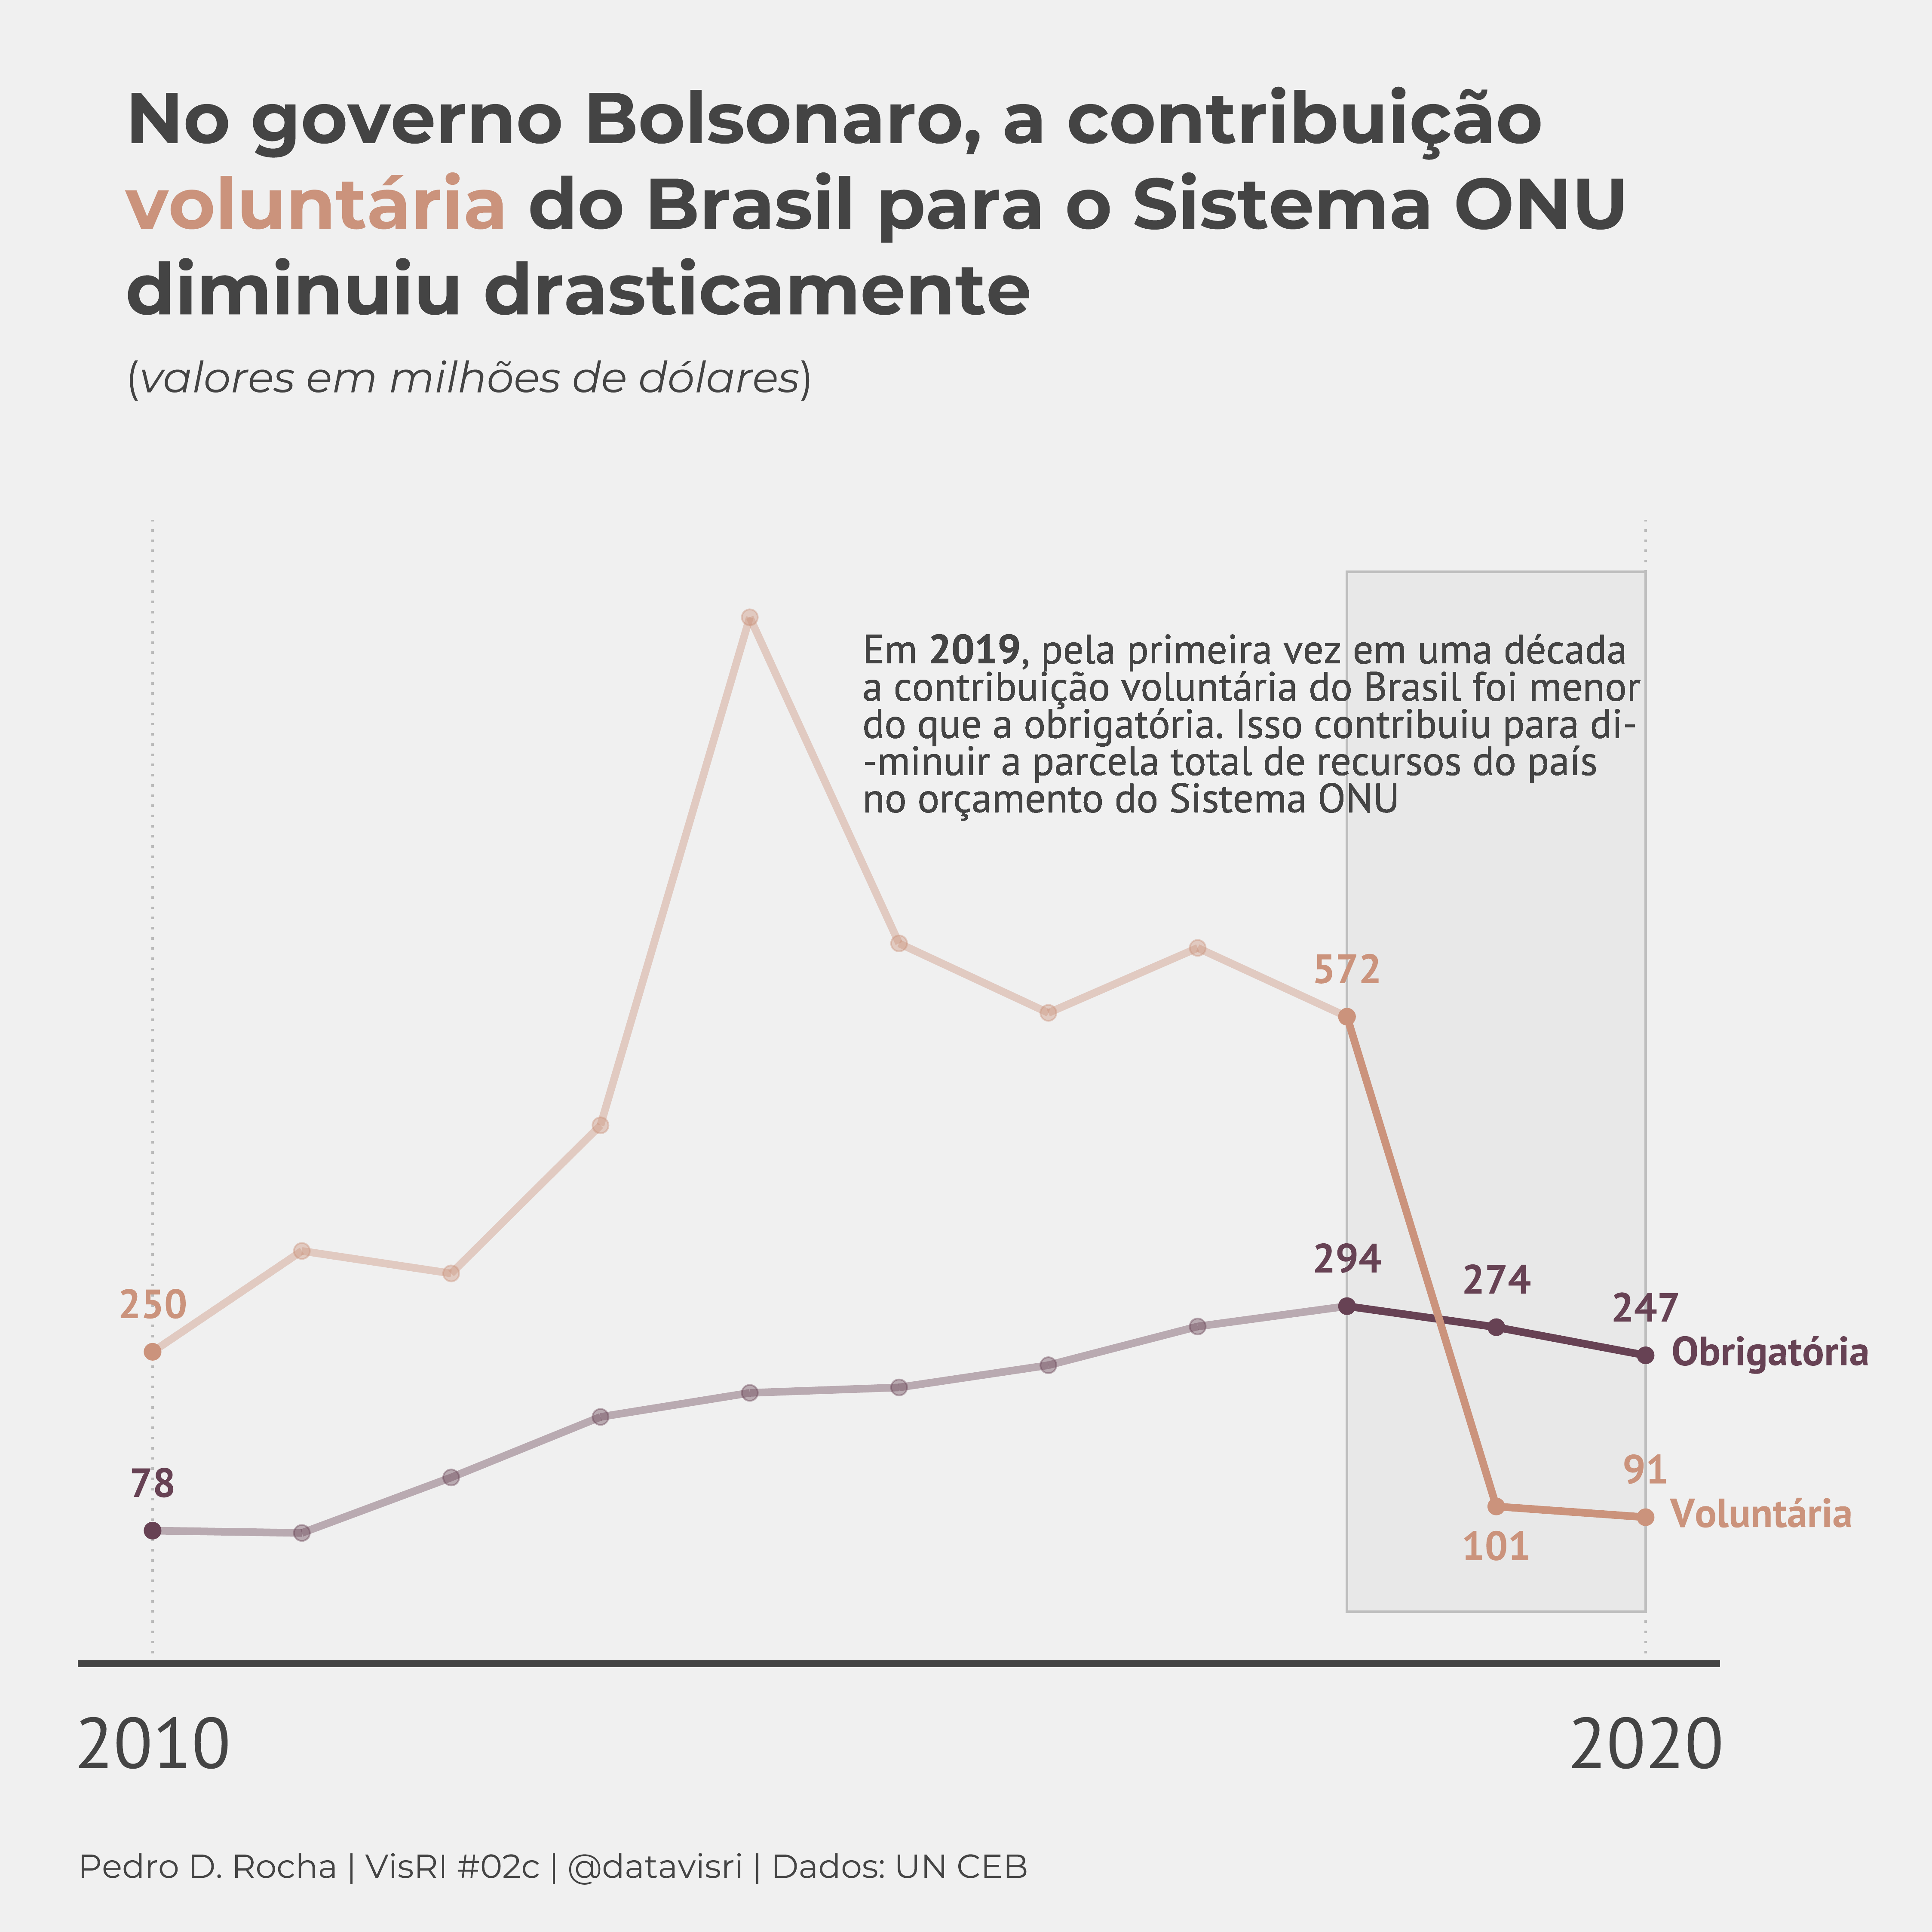 No governo Bolsonaro, a contribuição
voluntária do Brasil para o Sistema ONU
diminuiu drasticamente
(valores em milhões de dólares)
Em 2019, pela primeira vez em uma década
a contribuição voluntária do Brasil foi menor
do que a obrigatória. Isso contribuiu para di-
-minuir a parcela total de recursos do país
no orçamento do Sistema ONU
572
294
274
250
247
Obrigatória
78
91
Voluntária
101
2010
2020
Pedro D. Rocha | VisRI #02c | @datavisri | Dados: UN CEB